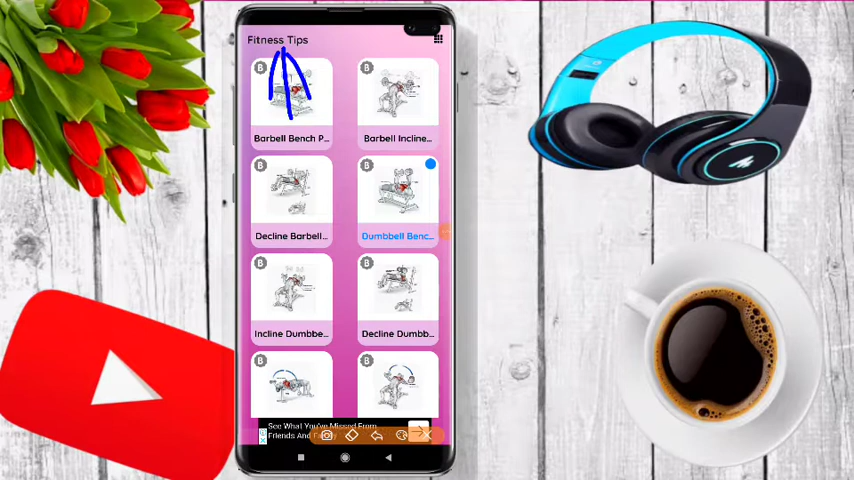 Fitness Tips
B
B
Barbell Bench P...
Barbell Incline...
B
B
Decline Barbell...
Dumbbell Benc...
B
B
Incline Dumbbe...
Decline Dumbb...
B
B
See What You've Missed From
Friends And